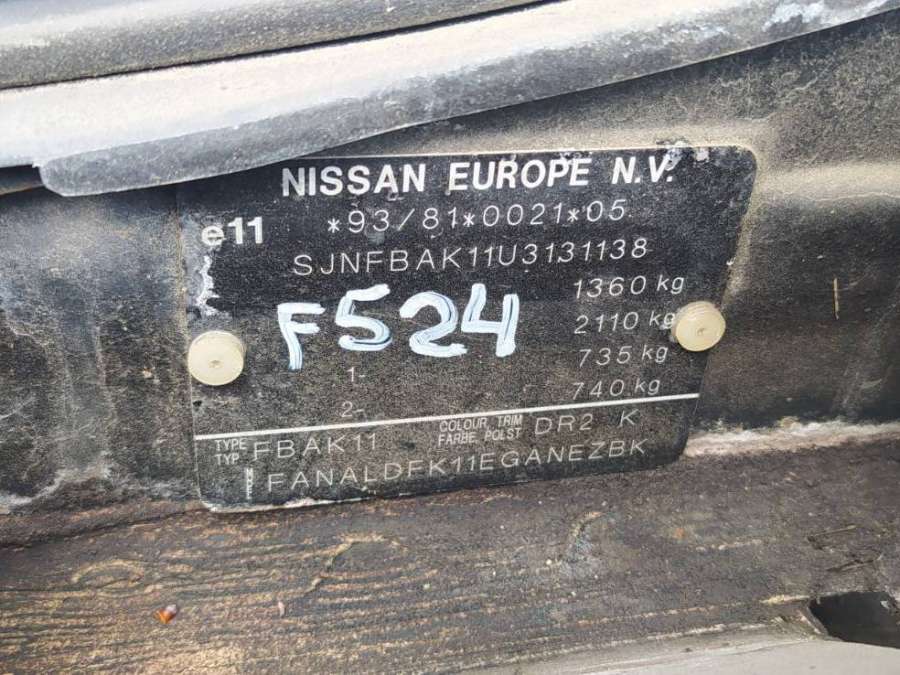 NISSAN EUROPE N.V.
e11 *93/81*0021*05
SJNFBAK11U3131138
F524
1360 kg
2110 kg
1- 735 kg
2- 740 kg
TYPE TYP FBAK11 COLOUR, TRIM FARBE, POLST DR2 K
FANALDFK11EGANEZBK